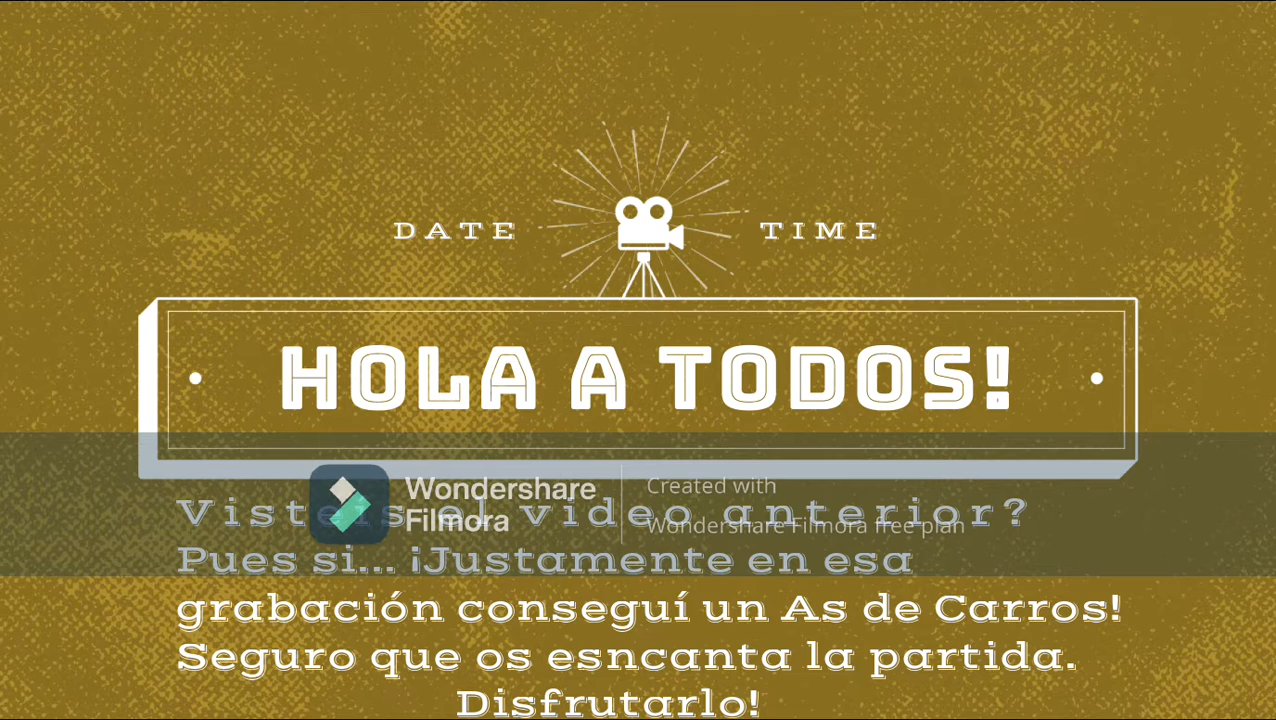 DATE
TIME
HOLA A TODOS!
Wondershare
Filmora
Created with
Wondershare Filmora free plan
Visteis el video anterior?
Pues si... ¡Justamente en esa
grabación conseguí un As de Carros!
Seguro que os esncanta la partida.
Disfrutarlo!